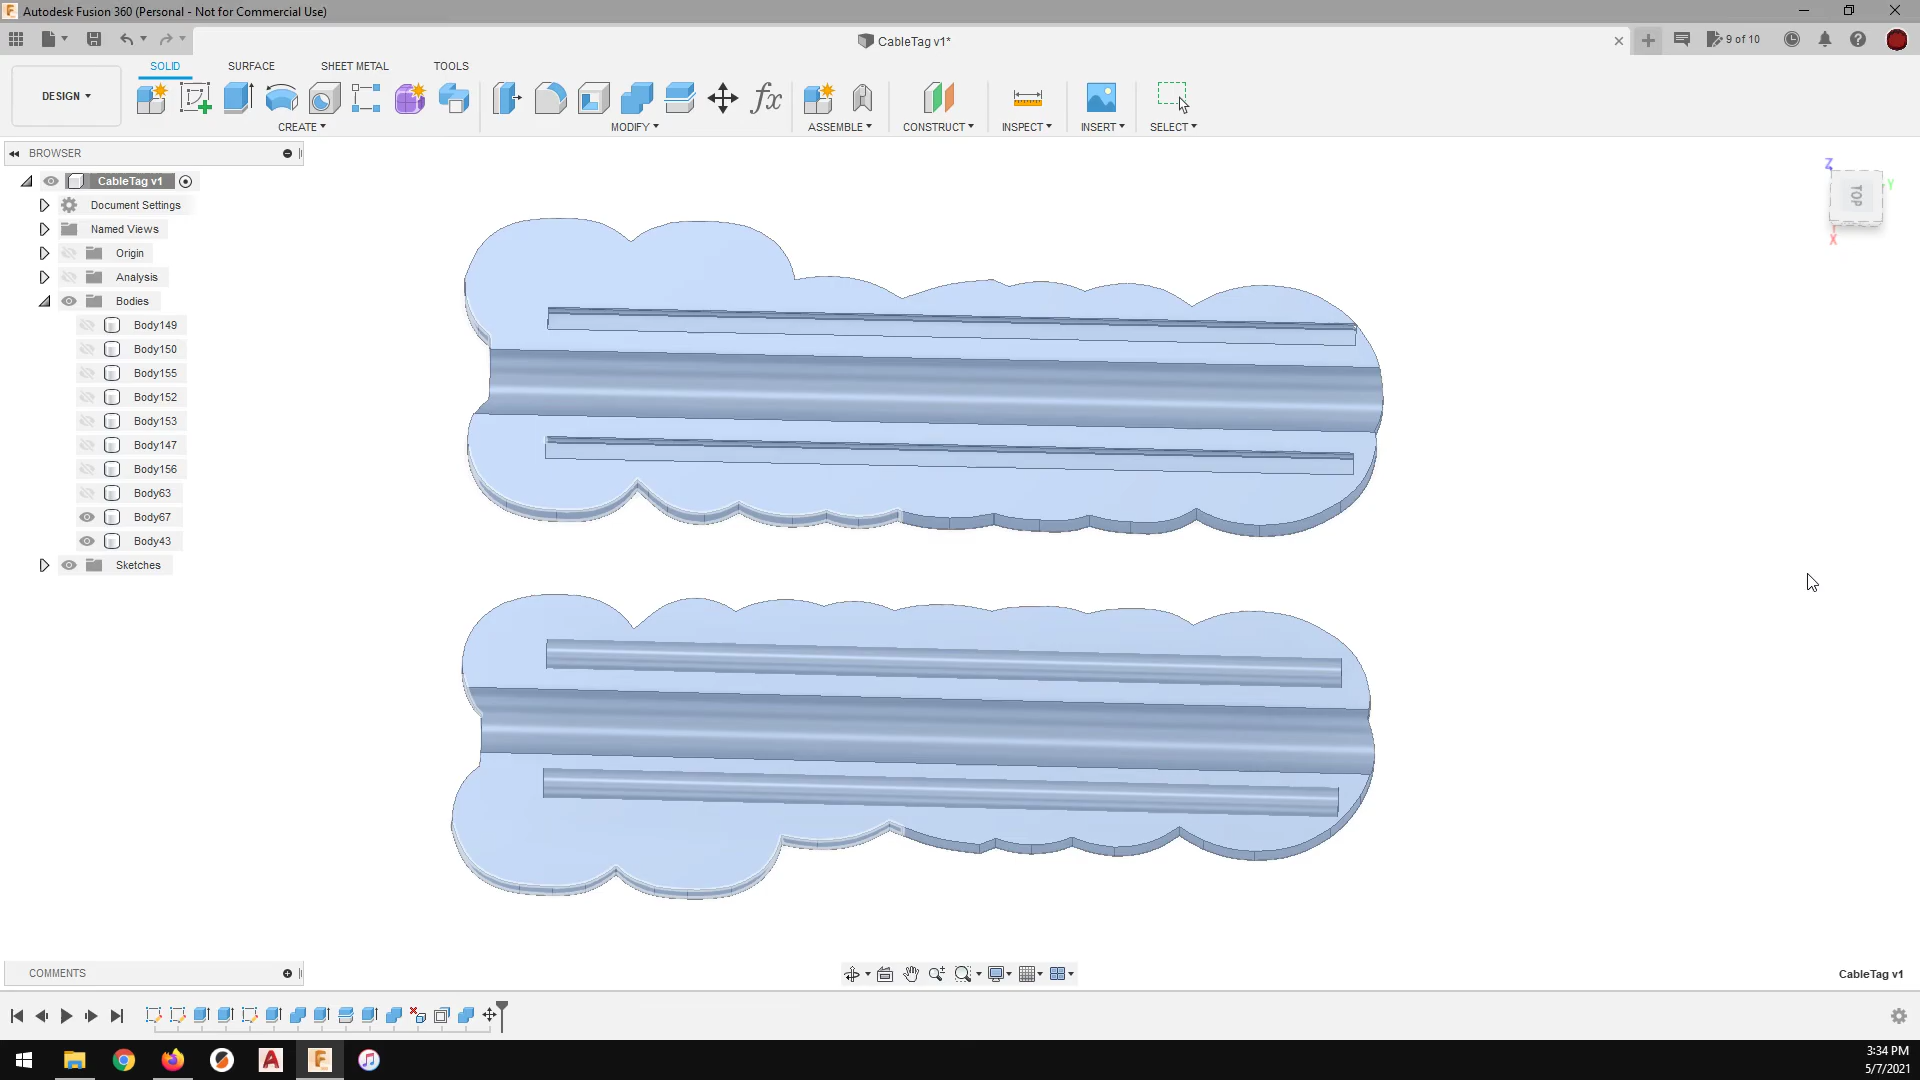 Autodesk Fusion 360 (Personal - Not for Commercial Use)
CableTag v1*
9 of 10
DESIGN
SOLID
SURFACE
SHEET METAL
TOOLS
CREATE
MODIFY
ASSEMBLE
CONSTRUCT
INSPECT
INSERT
SELECT
BROWSER
CableTag v1
Document Settings
Named Views
Origin
Analysis
Bodies
Body149
Body150
Body155
Body152
Body153
Body147
Body156
Body63
Body67
Body43
Sketches
Z
Y
TOP
X
COMMENTS
CableTag v1
3:34 PM
5/7/2021